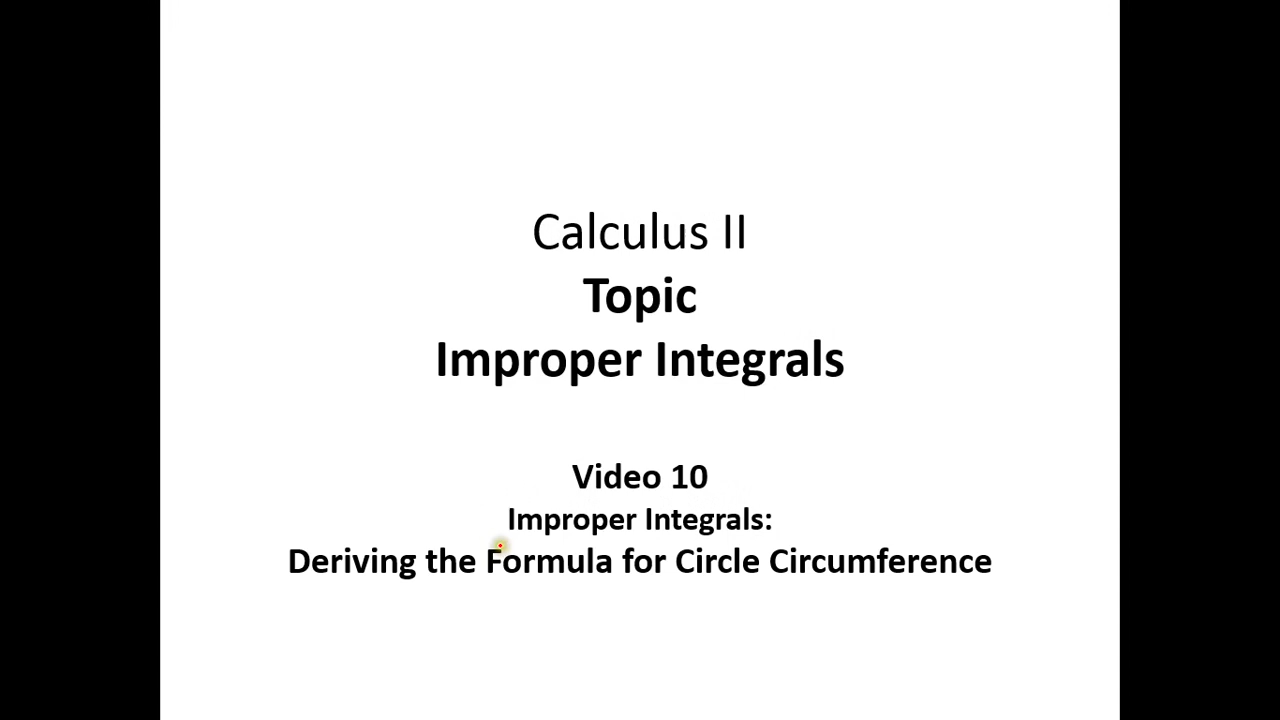 Calculus II
Topic
Improper Integrals
Video 10
Improper Integrals:
Deriving the Formula for Circle Circumference